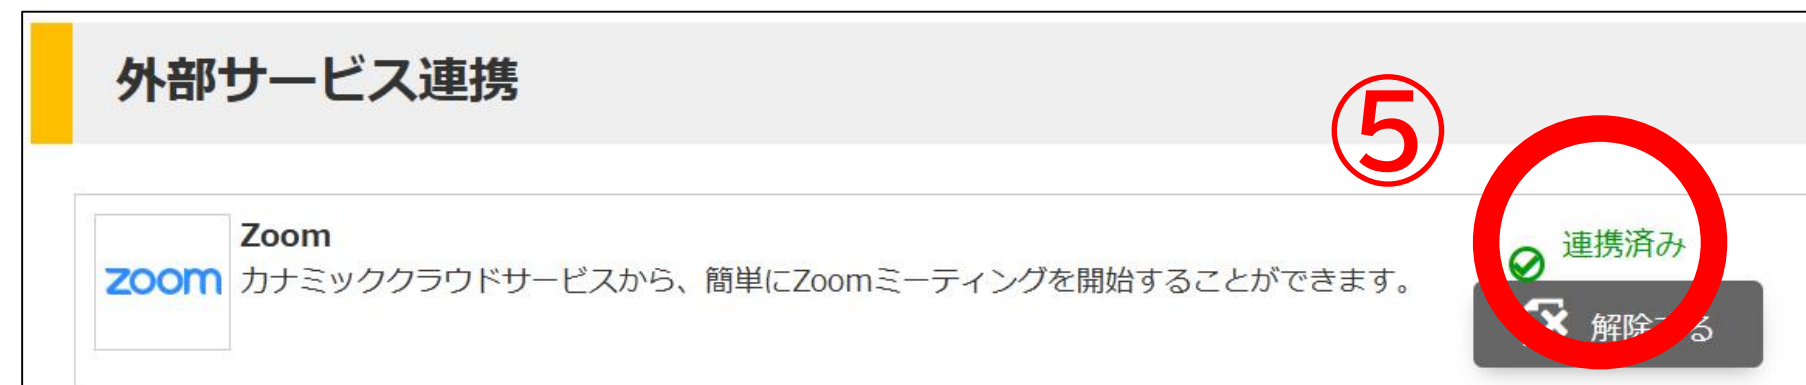 外部サービス連携
⑤
Zoom
zoom
カナミッククラウドサービスから、簡単にZoomミーティングを開始することができます。
連携済み
解除する